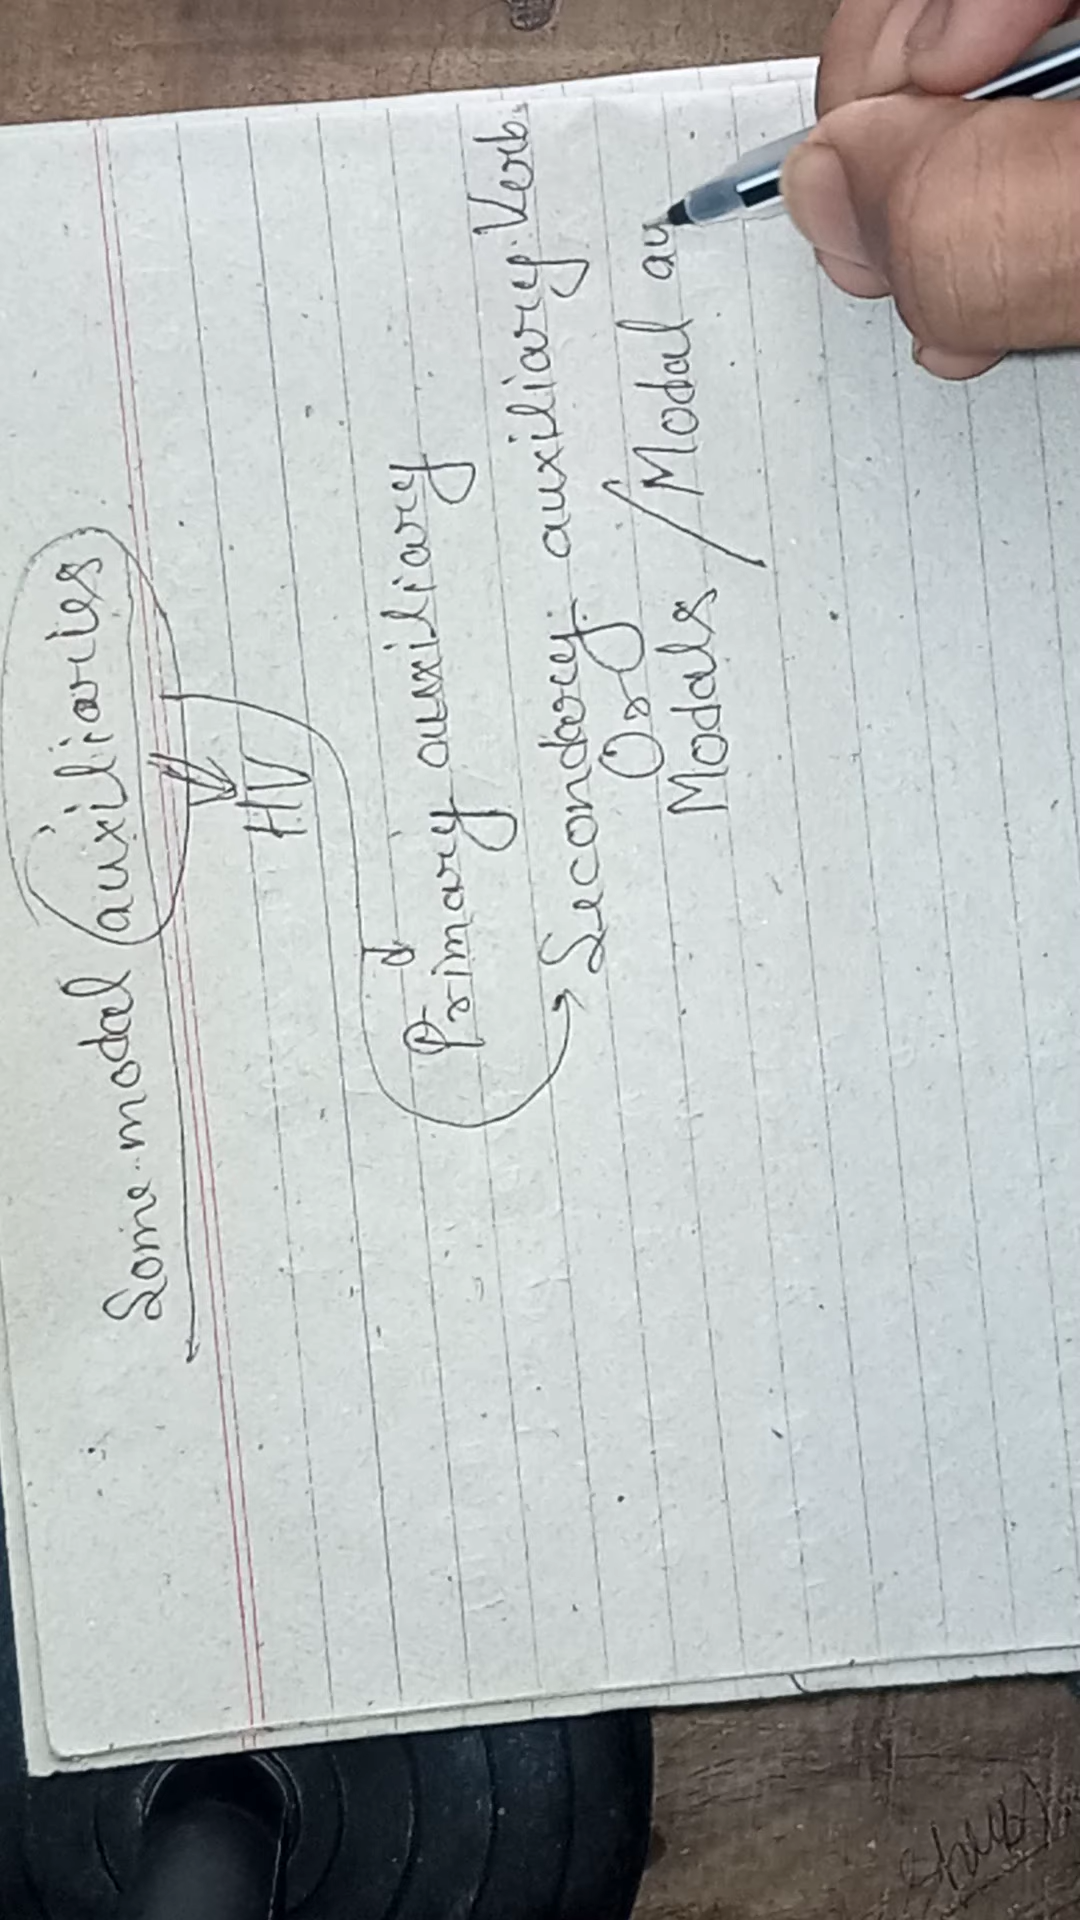 Some modal auxiliaries
HV
Primary auxiliary
Secondary auxiliary Verb.
Or
Modals / Modal au